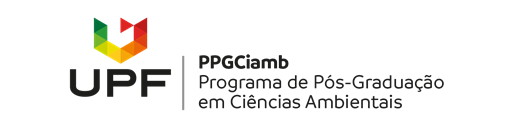 UPF
PPGCiamb
Programa de Pós-Graduação
em Ciências Ambientais